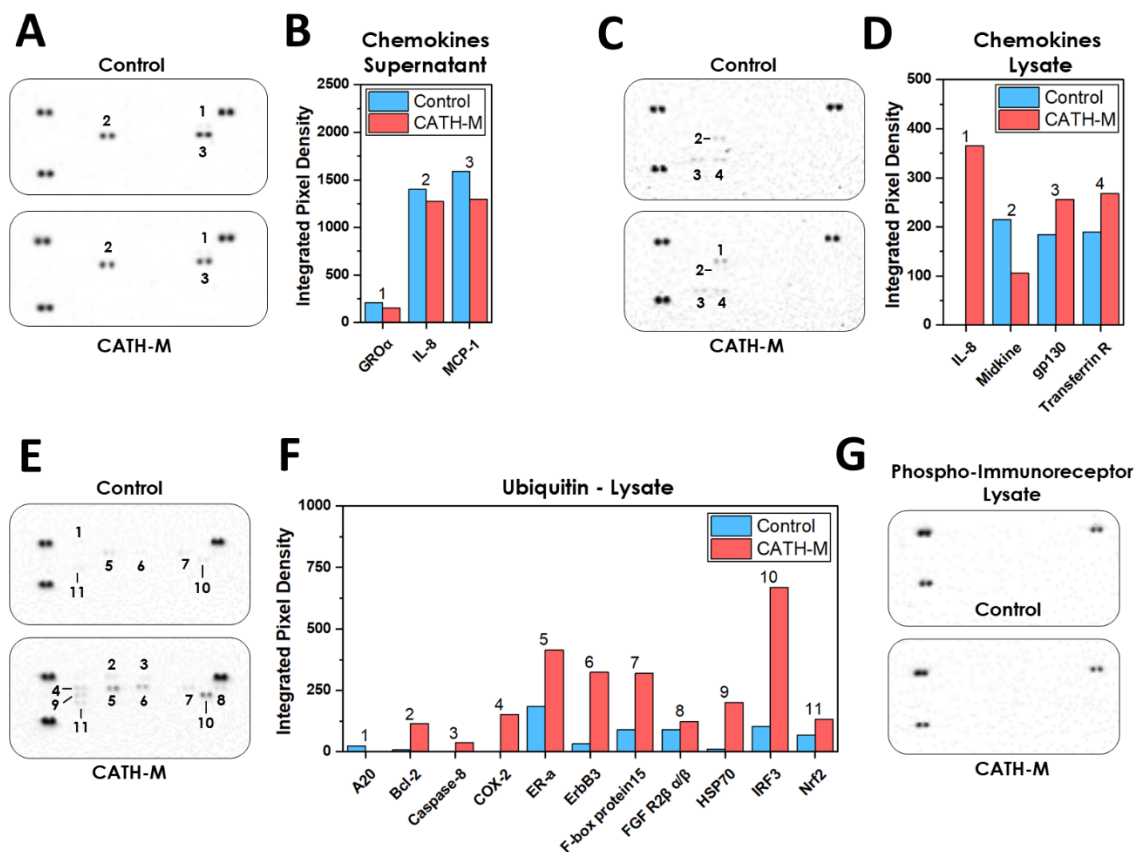 A
Control
1
2
3
1
2
3
CATH-M
B
Chemokines
Supernatant
Integrated Pixel Density
2500
2000
1500
1000
500
0
Control
CATH-M
1
2
3
GROα
IL-8
MCP-1
C
Control
2
3 4
1
2
3 4
CATH-M
D
Chemokines
Lysate
Integrated Pixel Density
500
400
300
200
100
0
Control
CATH-M
1
2
3
4
IL-8
Midkine
gp130
Transferrin R
E
Control
1
5 6 7
11 10
2 3
4
9
5 6 7 8
11 10
CATH-M
F
Ubiquitin - Lysate
Integrated Pixel Density
1000
750
500
250
0
Control
CATH-M
1
2
3
4
5
6
7
8
9
10
11
A20
Bcl-2
Caspase-8
COX-2
ER-a
ErbB3
F-box protein15
FGF R2β α/β
HSP70
IRF3
Nrf2
G
Phospho-Immunoreceptor
Lysate
Control
CATH-M